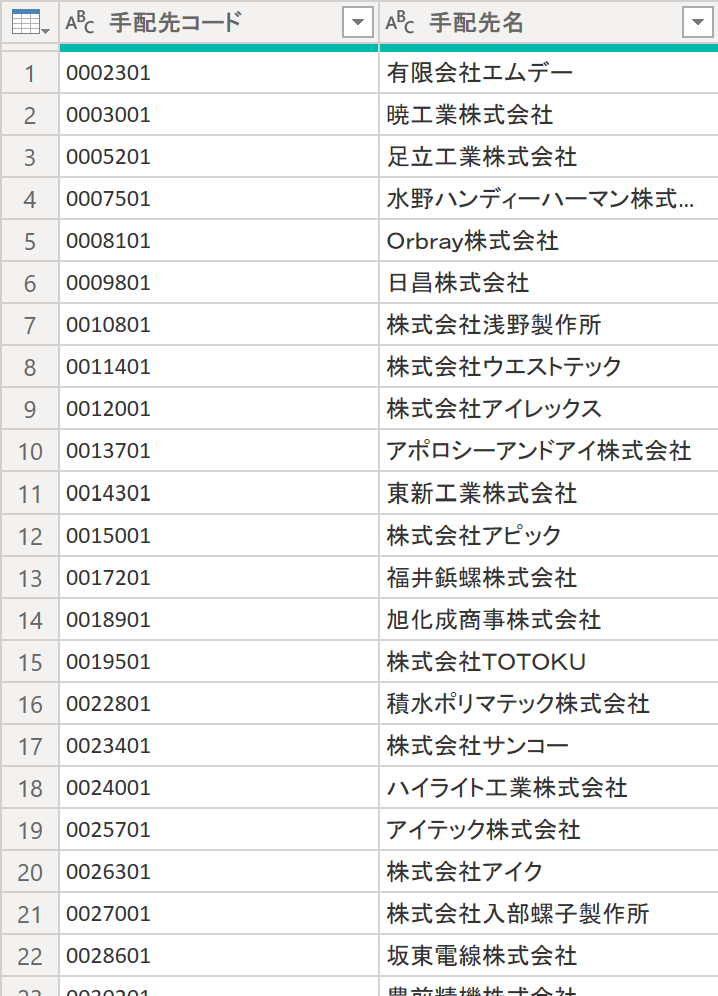 ABC 手配先コード ABC 手配先名
1 0002301 有限会社エムデー
2 0003001 暁工業株式会社
3 0005201 足立工業株式会社
4 0007501 水野ハンディーハーマン株式...
5 0008101 Orbray株式会社
6 0009801 日昌株式会社
7 0010801 株式会社浅野製作所
8 0011401 株式会社ウエストテック
9 0012001 株式会社アイレックス
10 0013701 アポロシーアンドアイ株式会社
11 0014301 東新工業株式会社
12 0015001 株式会社アピック
13 0017201 福井鋲螺株式会社
14 0018901 旭化成商事株式会社
15 0019501 株式会社TOTOKU
16 0022801 積水ポリマテック株式会社
17 0023401 株式会社サンコー
18 0024001 ハイライト工業株式会社
19 0025701 アイテック株式会社
20 0026301 株式会社アイク
21 0027001 株式会社入部螺子製作所
22 0028601 坂東電線株式会社
23 0030201 豊前精機株式会社